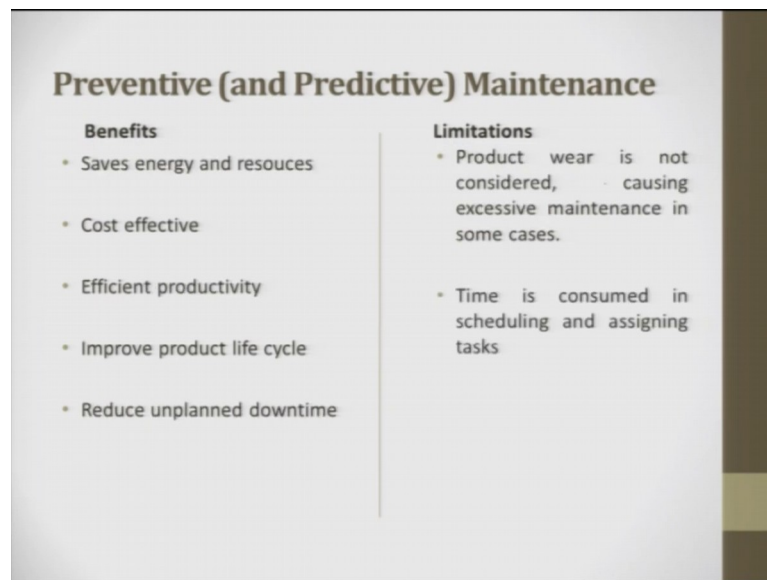 Preventive (and Predictive) Maintenance
Benefits
• Saves energy and resouces
• Cost effective
• Efficient productivity
• Improve product life cycle
• Reduce unplanned downtime
Limitations
• Product wear is not
considered, causing
excessive maintenance in
some cases.
• Time is consumed in
scheduling and assigning
tasks